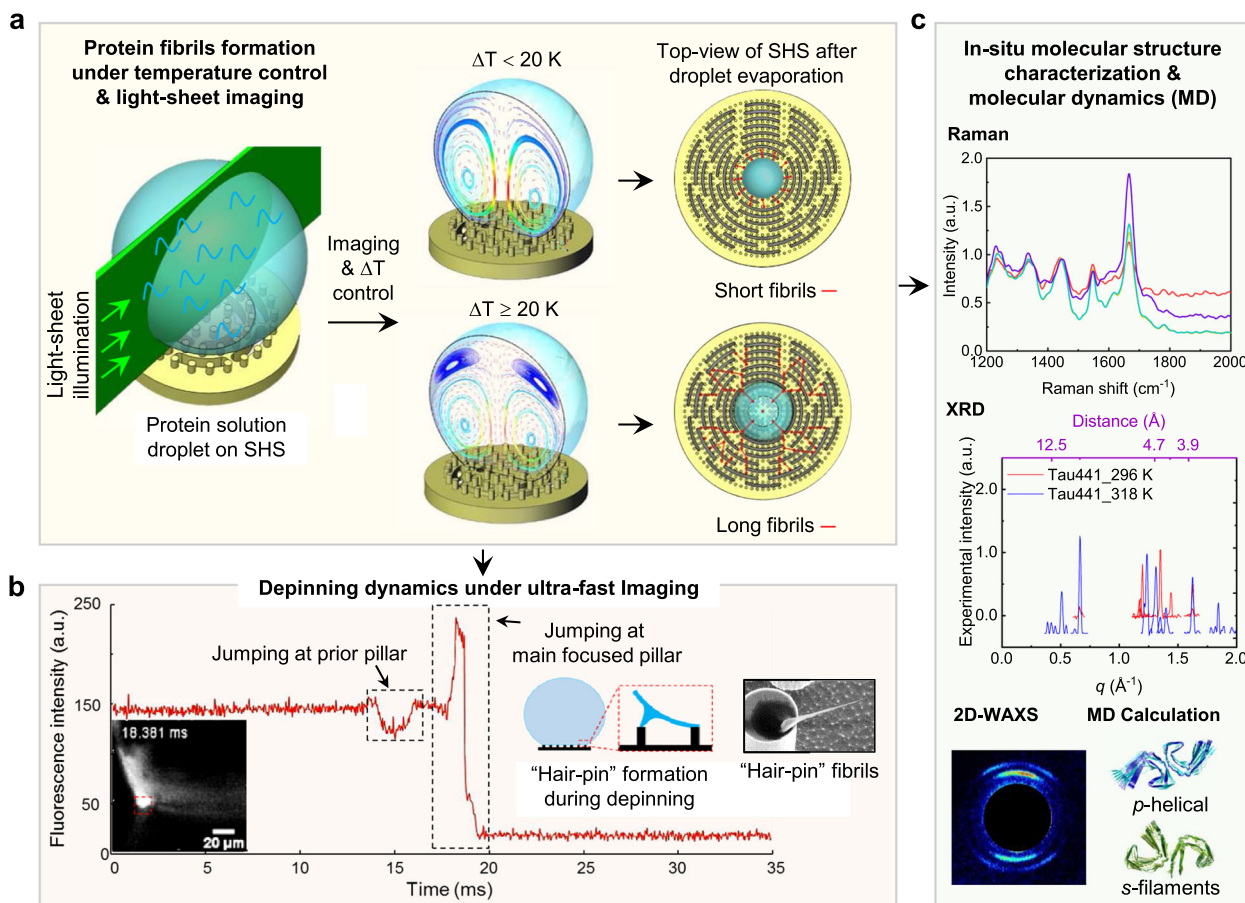 a
Protein fibrils formation
under temperature control
& light-sheet imaging
Light-sheet
illumination
Protein solution
droplet on SHS
Imaging
& ΔT
control
ΔT < 20 K
ΔT ≥ 20 K
Top-view of SHS after
droplet evaporation
Short fibrils
Long fibrils
b
Depinning dynamics under ultra-fast Imaging
Fluorescence intensity (a.u.)
250
150
50
0
0
5
10
15
20
25
30
35
Time (ms)
Jumping at prior pillar
Jumping at
main focused pillar
18.381 ms
20 μm
“Hair-pin” formation
during depinning
“Hair-pin” fibrils
c
In-situ molecular structure
characterization &
molecular dynamics (MD)
Raman
Intensity (a.u.)
2.0
1.5
1.0
0.5
0.0
1200
1400
1600
1800
2000
Raman shift (cm⁻¹)
XRD
Distance (Å)
12.5
4.7
3.9
Tau441_296 K
Tau441_318 K
Experimental intensity (a.u.)
2.0
1.0
0.0
0.0
0.5
1.0
1.5
2.0
q (Å⁻¹)
2D-WAXS
MD Calculation
p-helical
s-filaments